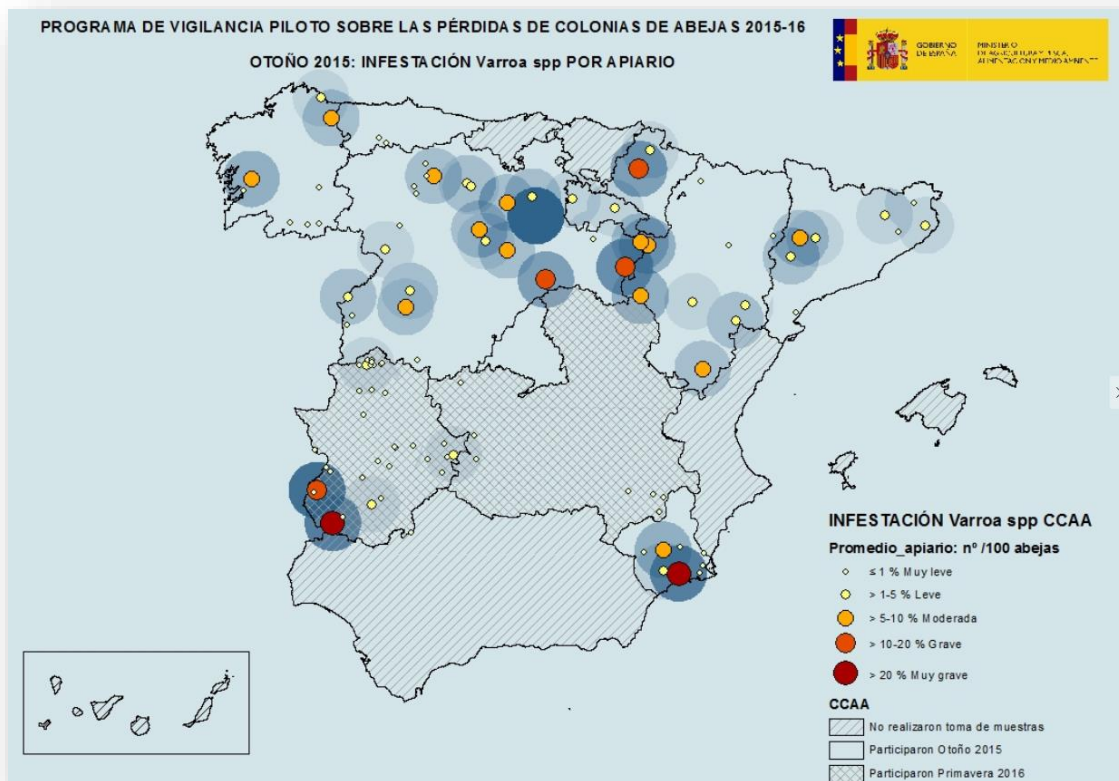 PROGRAMA DE VIGILANCIA PILOTO SOBRE LAS PÉRDIDAS DE COLONIAS DE ABEJAS 2015-16
OTOÑO 2015: INFESTACIÓN Varroa spp POR APIARIO
GOBIERNO
DE ESPAÑA
MINISTERIO
DE AGRICULTURA Y PESCA,
ALIMENTACIÓN Y MEDIO AMBIENTE
INFESTACIÓN Varroa spp CCAA
Promedio_apiario: nº /100 abejas
≤ 1 % Muy leve
> 1-5 % Leve
> 5-10 % Moderada
> 10-20 % Grave
> 20 % Muy grave
CCAA
No realizaron toma de muestras
Participaron Otoño 2015
Participaron Primavera 2016